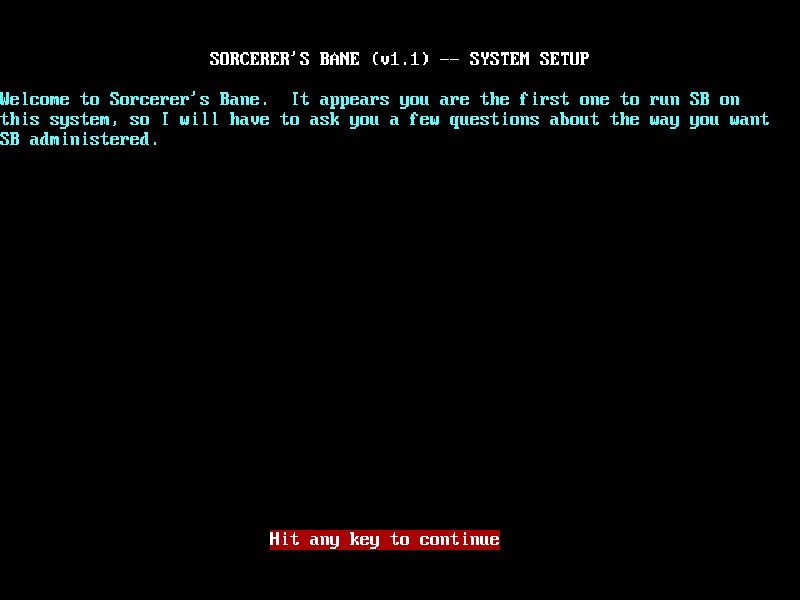 SORCERER'S BANE (v1.1) -- SYSTEM SETUP
Welcome to Sorcerer's Bane.  It appears you are the first one to run SB on
this system, so I will have to ask you a few questions about the way you want
SB administered.
Hit any key to continue